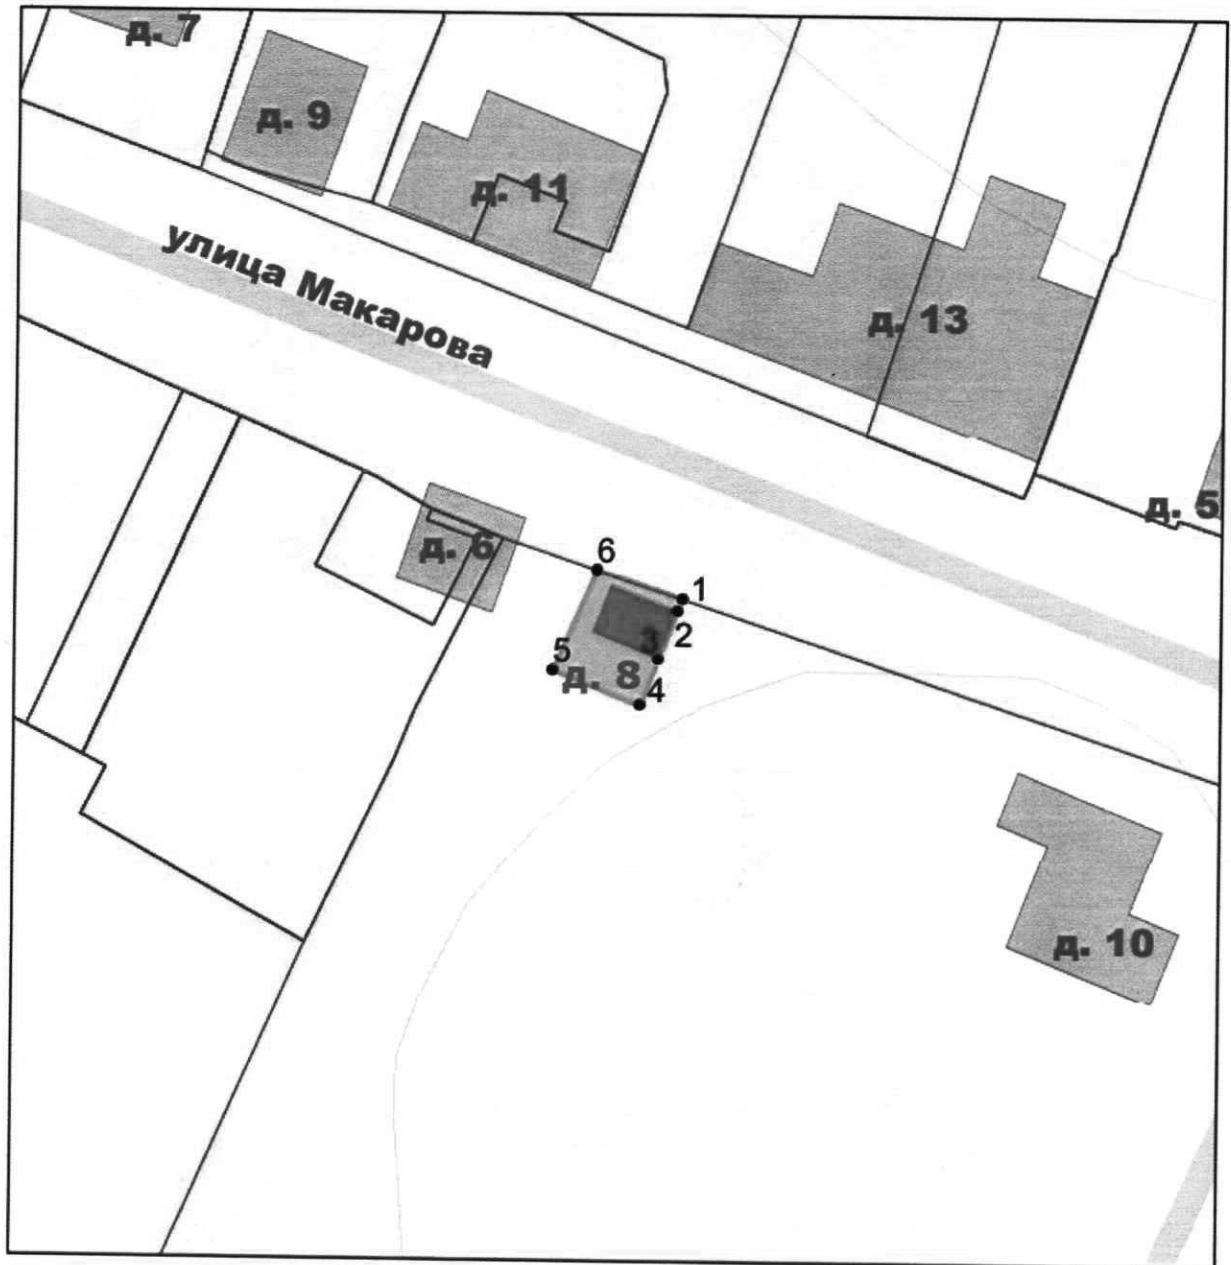 д. 7
д. 9
д. 11
улица Макарова
д. 13
д. 5
д. 6
6
1
2
3
5
д. 8
4
д. 10